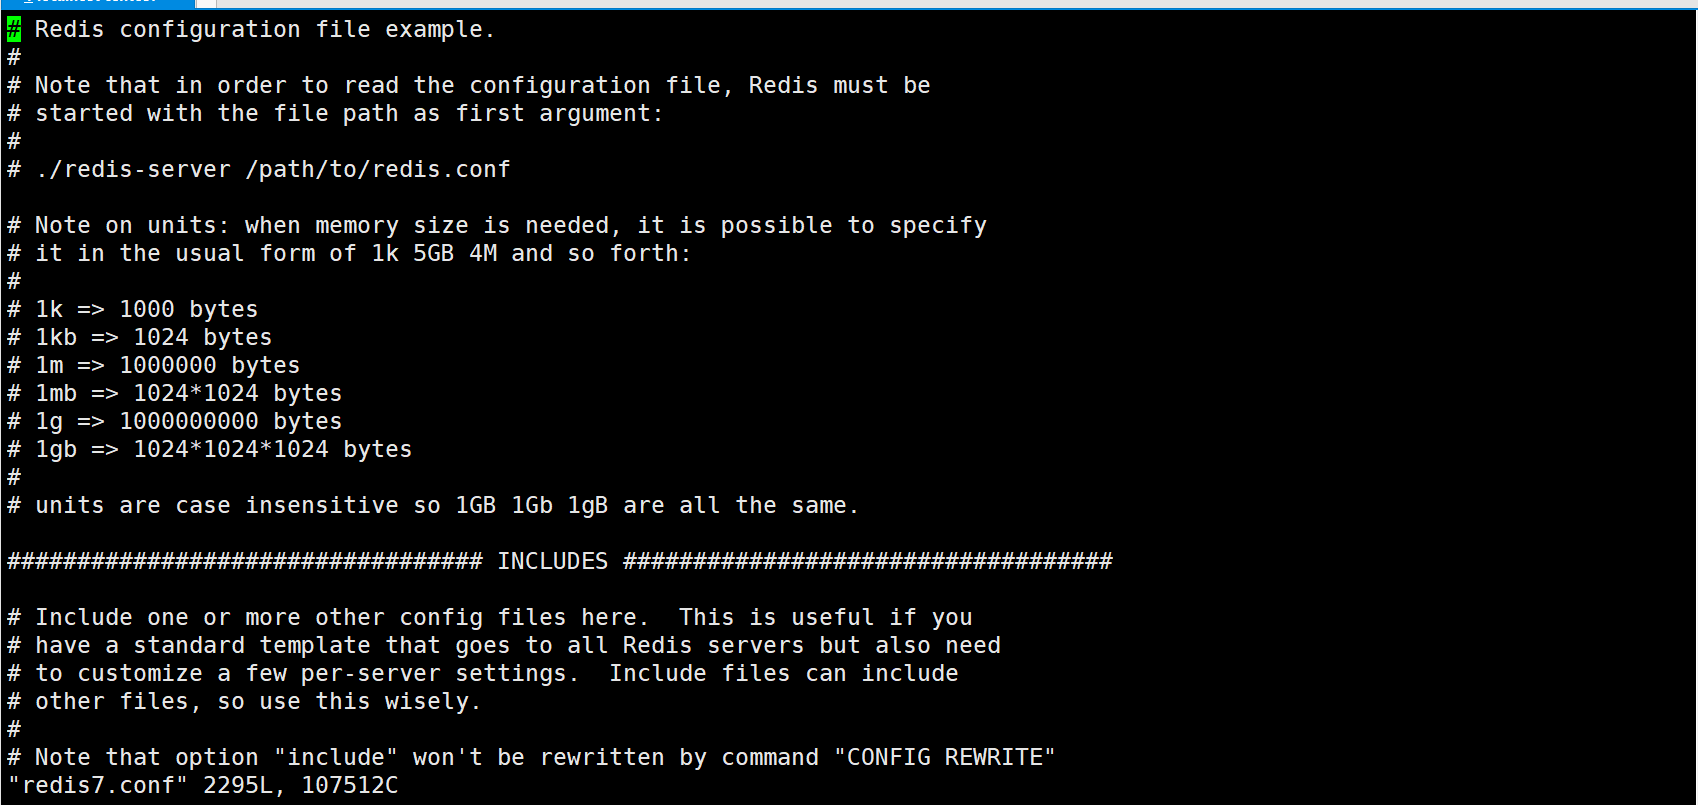 # Redis configuration file example.
#
# Note that in order to read the configuration file, Redis must be
# started with the file path as first argument:
#
# ./redis-server /path/to/redis.conf
# Note on units: when memory size is needed, it is possible to specify
# it in the usual form of 1k 5GB 4M and so forth:
#
# 1k => 1000 bytes
# 1kb => 1024 bytes
# 1m => 1000000 bytes
# 1mb => 1024*1024 bytes
# 1g => 1000000000 bytes
# 1gb => 1024*1024*1024 bytes
#
# units are case insensitive so 1GB 1Gb 1gB are all the same.
################################## INCLUDES ###################################
# Include one or more other config files here.  This is useful if you
# have a standard template that goes to all Redis servers but also need
# to customize a few per-server settings.  Include files can include
# other files, so use this wisely.
#
# Note that option "include" won't be rewritten by command "CONFIG REWRITE"
"redis7.conf" 2295L, 107512C